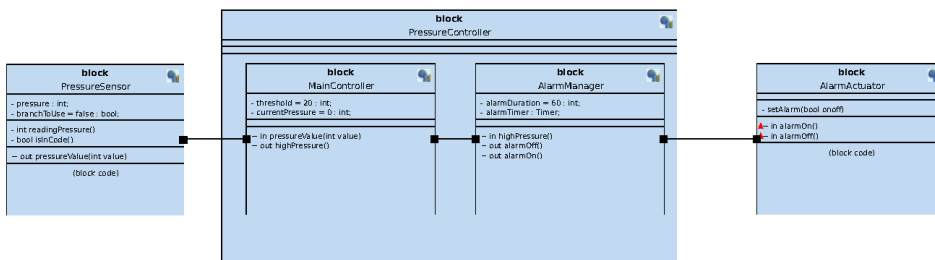 block
PressureController
block
PressureSensor
- pressure : int;
- branchToUse = false : bool;
- int readingPressure()
- bool isInCode()
~ out pressureValue(int value)
(block code)
block
MainController
- threshold = 20 : int;
- currentPressure = 0 : int;
~ in pressureValue(int value)
~ out highPressure()
block
AlarmManager
- alarmDuration = 60 : int;
- alarmTimer: Timer;
~ in highPressure()
~ out alarmOff()
~ out alarmOn()
block
AlarmActuator
- setAlarm(bool onoff)
~ in alarmOn()
~ in alarmOff()
(block code)